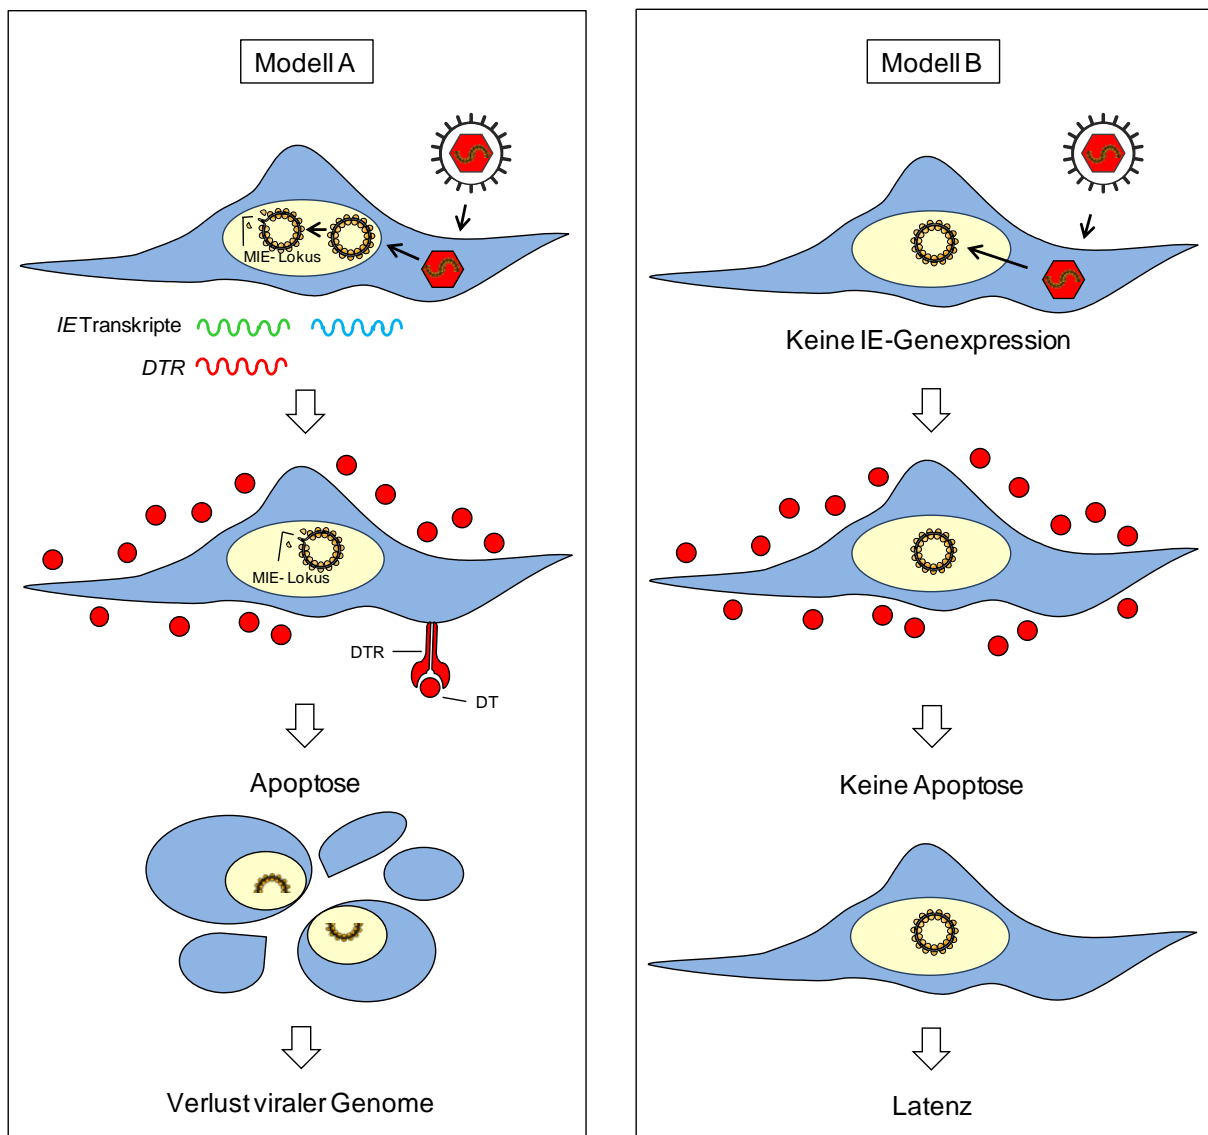 Modell A
MIE- Lokus
IE Transkripte
DTR
MIE- Lokus
DTR
DT
Apoptose
Verlust viraler Genome
Modell B
Keine IE-Genexpression
Keine Apoptose
Latenz